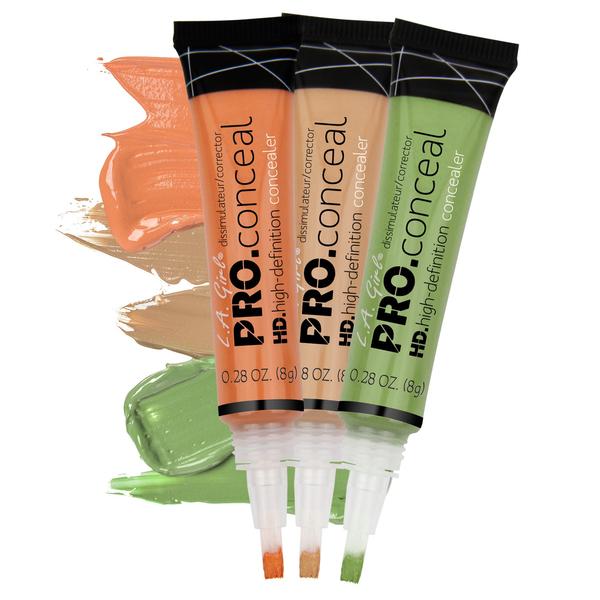 L.A. Girl®
dissimulateur/corrector
PRO.conceal
HD.high-definition concealer
0.28 OZ. (8g)
Girl®
dissimulateur/corrector
PRO.conceal
HD.high-definition concealer
8 OZ. (8
L.A. Girl®
dissimulateur/corrector
PRO.conceal
HD.high-definition concealer
0.28 OZ. (8g)